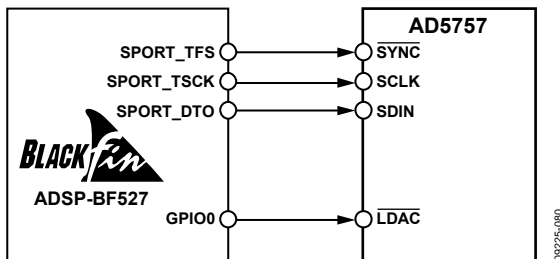 AD5757
SPORT_TFS
SYNC
SPORT_TSCK
SCLK
SPORT_DTO
SDIN
BLACKfin
ADSP-BF527
GPIO0
LDAC
09225-080